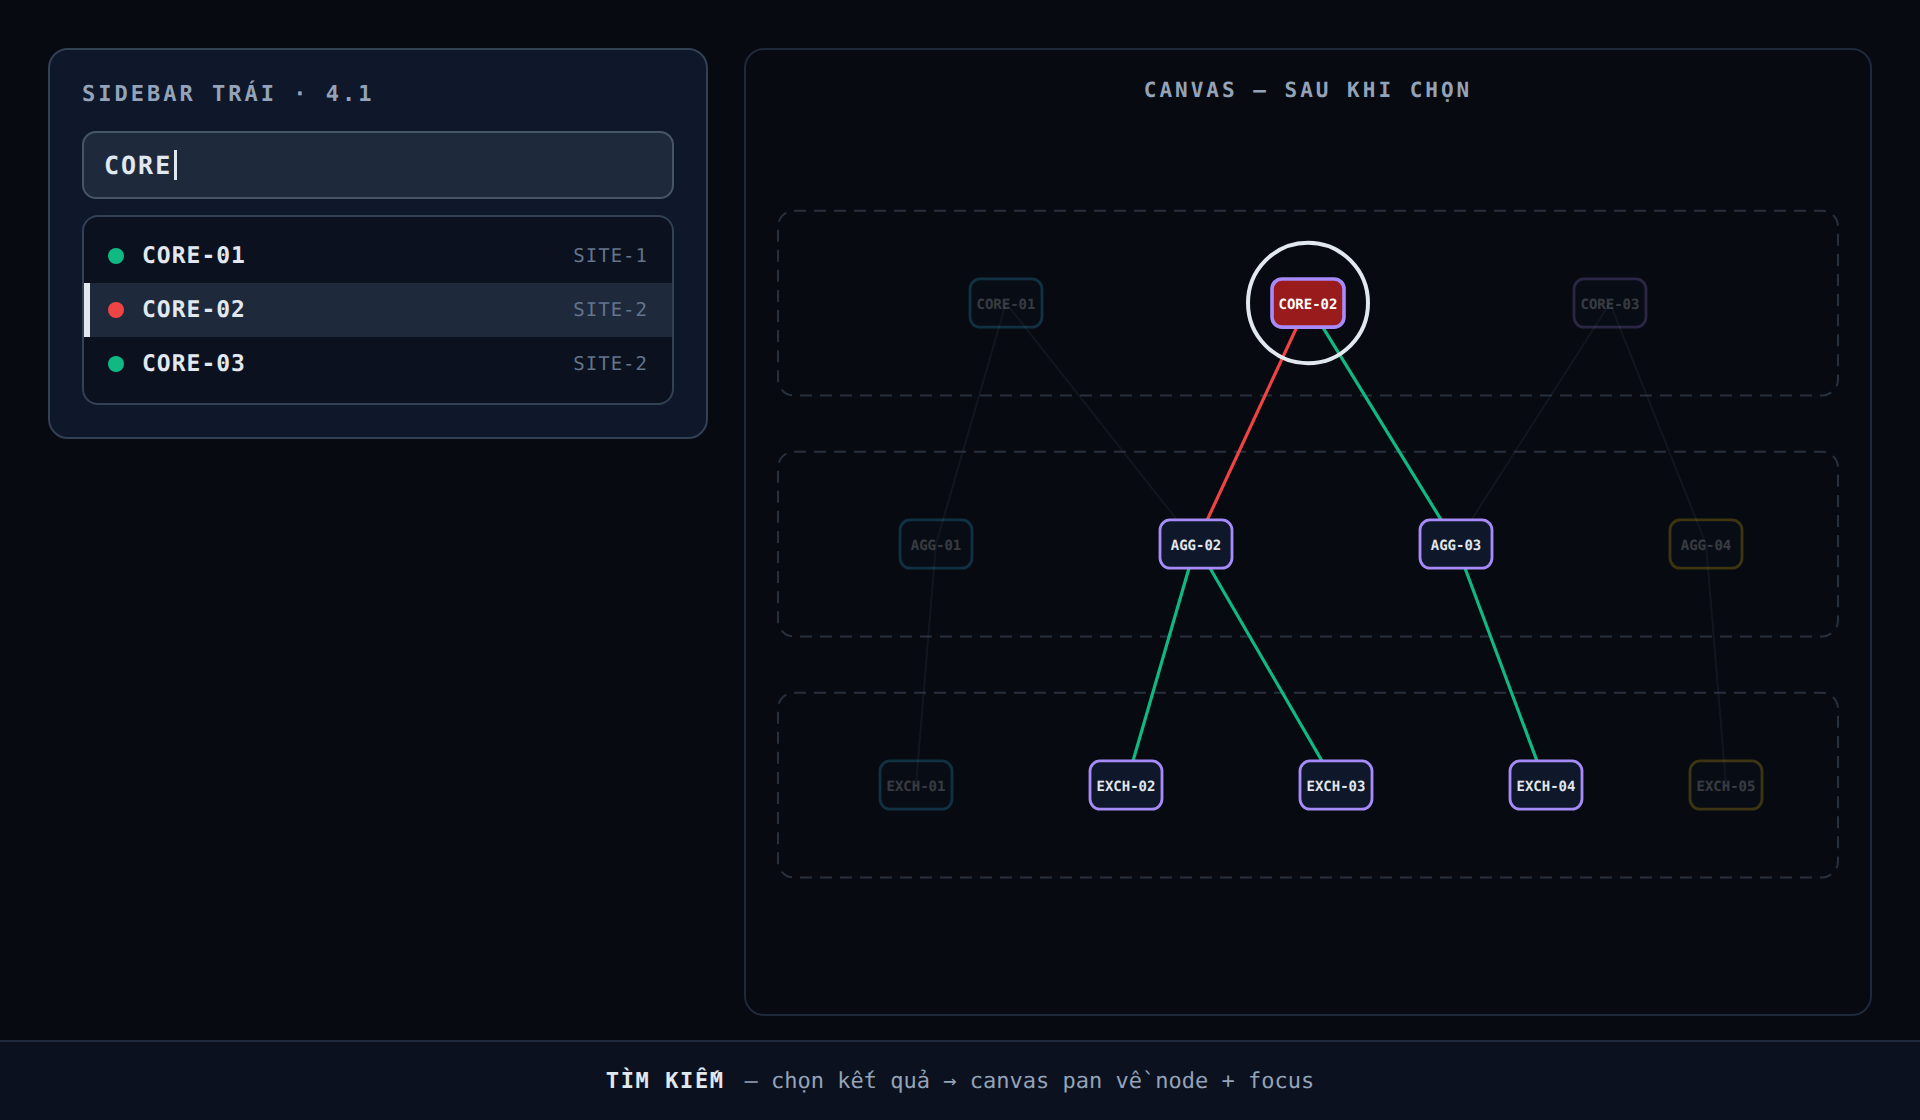 SIDEBAR TRÁI · 4.1
CORE
CORE-01 SITE-1
CORE-02 SITE-2
CORE-03 SITE-2
CANVAS — SAU KHI CHỌN
CORE-01 CORE-02 CORE-03
AGG-01 AGG-02 AGG-03 AGG-04
EXCH-01 EXCH-02 EXCH-03 EXCH-04 EXCH-05
TÌM KIẾM — chọn kết quả → canvas pan về node + focus